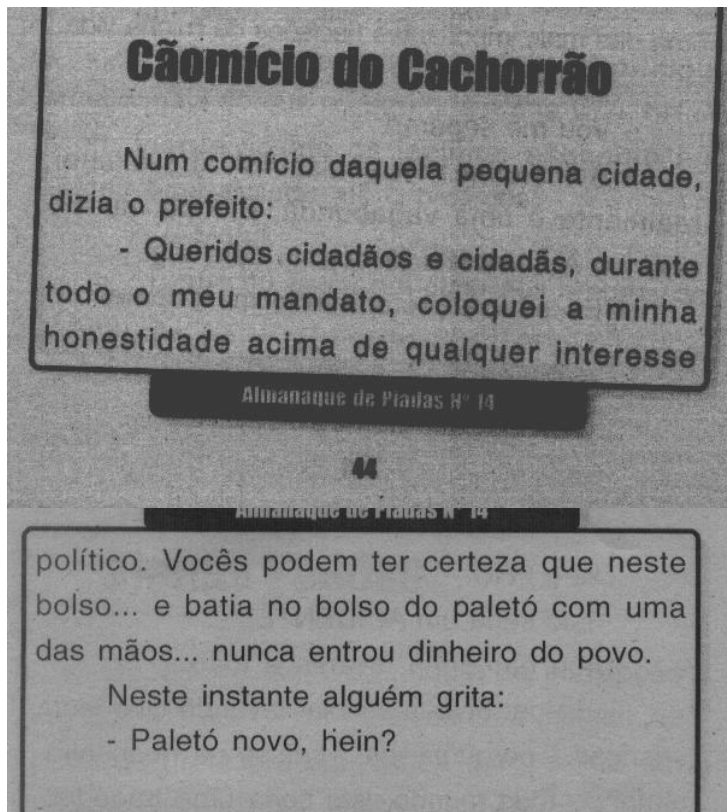 Cãomício do Cachorrão
Num comício daquela pequena cidade,
dizia o prefeito:
- Queridos cidadãos e cidadãs, durante
todo o meu mandato, coloquei a minha
honestidade acima de qualquer interesse
Almanaque de Piadas Nº 14
44
Almanaque de Piadas Nº 14
político. Vocês podem ter certeza que neste
bolso... e batia no bolso do paletó com uma
das mãos... nunca entrou dinheiro do povo.
Neste instante alguém grita:
- Paletó novo, hein?